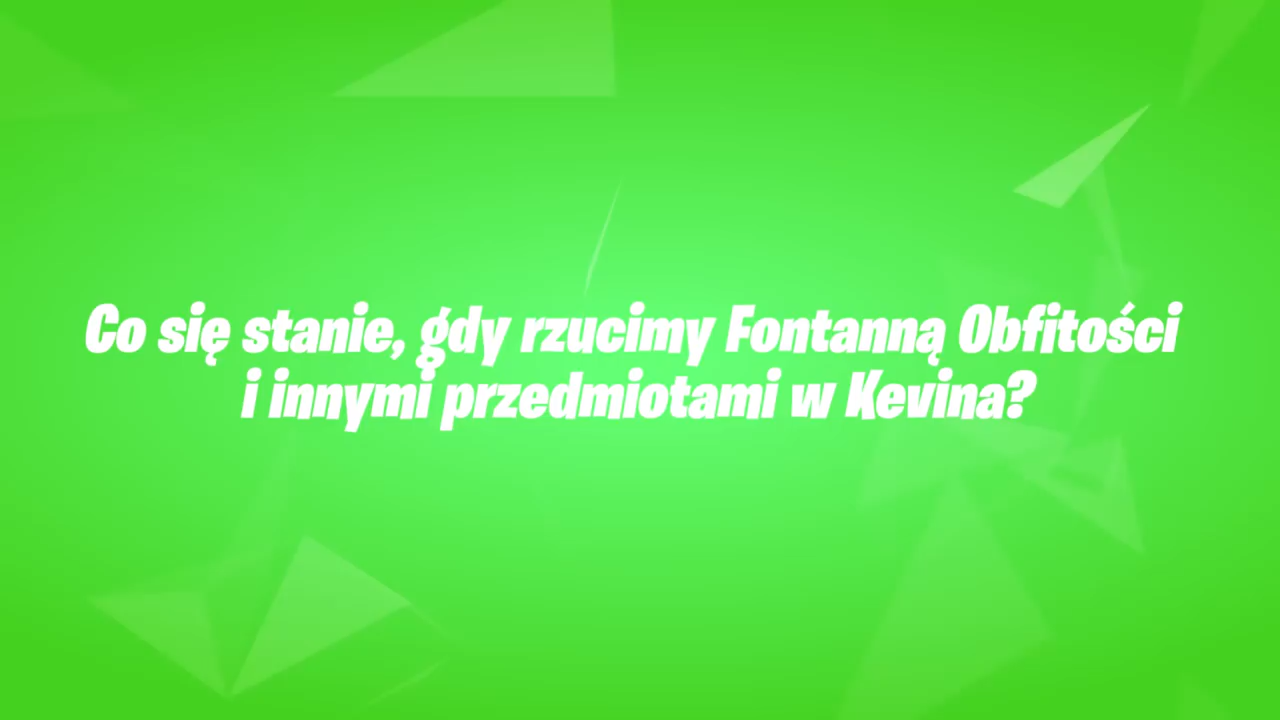 Co się stanie, gdy rzucimy Fontanną Obfitości
i innymi przedmiotami w Kevina?